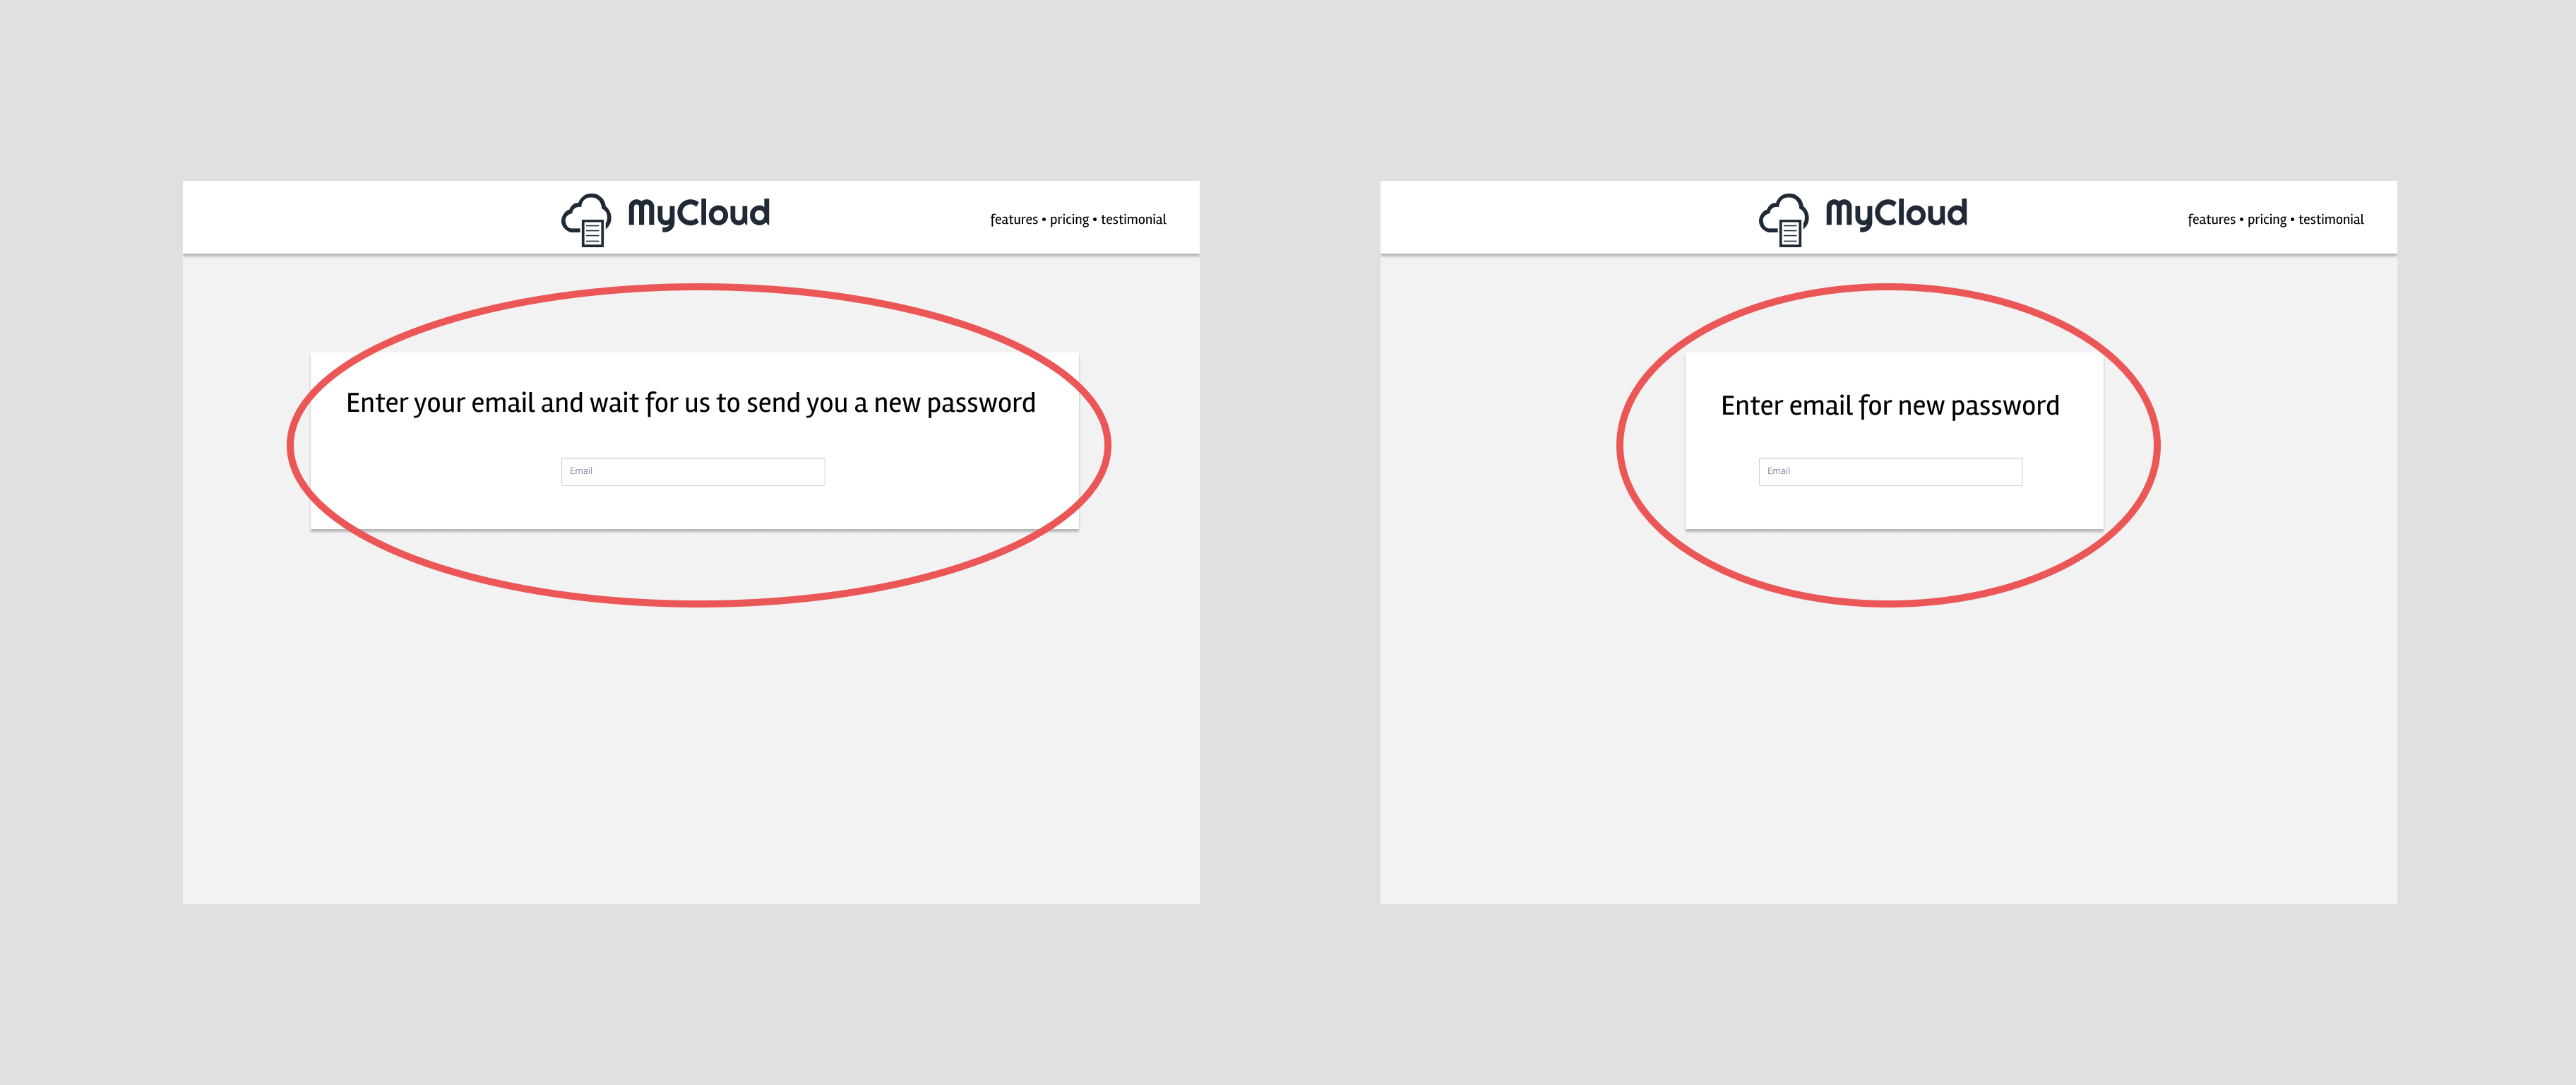 MyCloud
features • pricing • testimonial
Enter your email and wait for us to send you a new password
Email
MyCloud
features • pricing • testimonial
Enter email for new password
Email